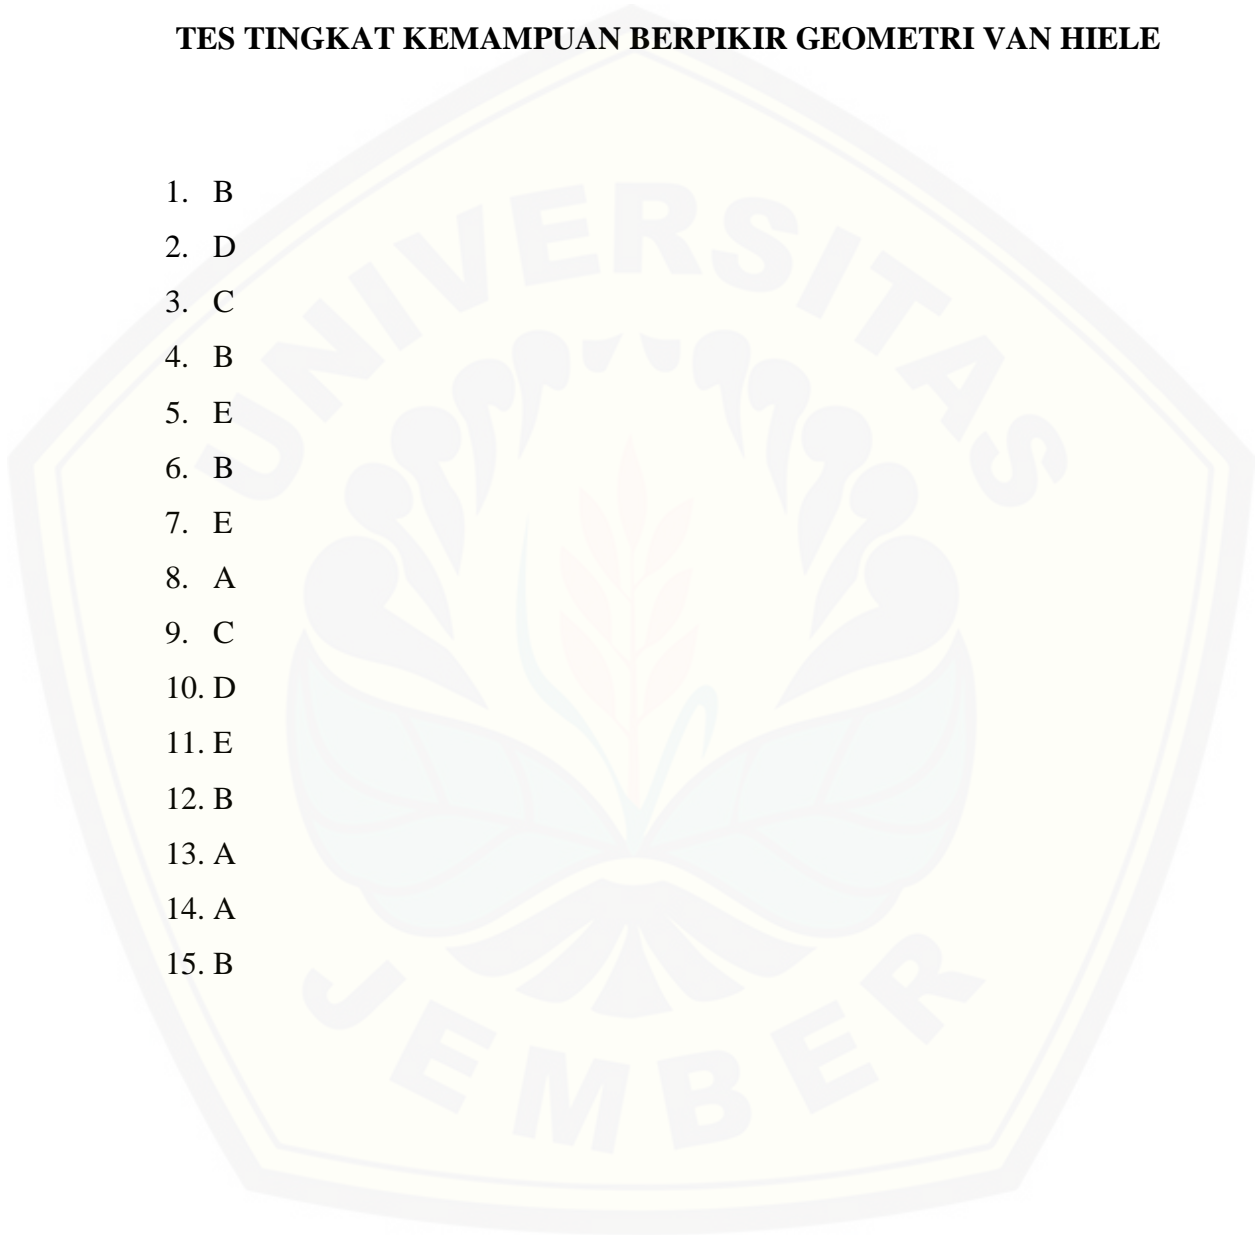 TES TINGKAT KEMAMPUAN BERPIKIR GEOMETRI VAN HIELE
1. B
2. D
3. C
4. B
5. E
6. B
7. E
8. A
9. C
10. D
11. E
12. B
13. A
14. A
15. B
UNIVERSITAS
JEMBER